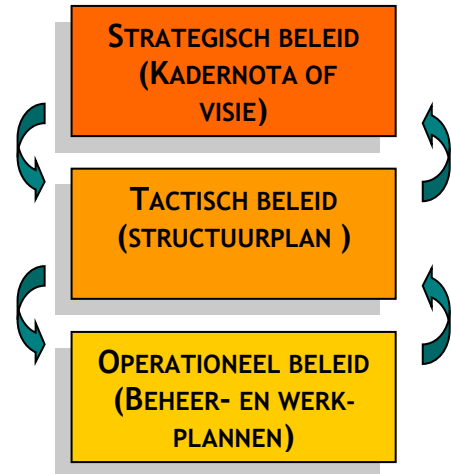 STRATEGISCH BELEID
(KADERNOTA OF
VISIE)
TACTISCH BELEID
(STRUCTUURPLAN )
OPERATIONEEL BELEID
(BEHEER- EN WERK-
PLANNEN)